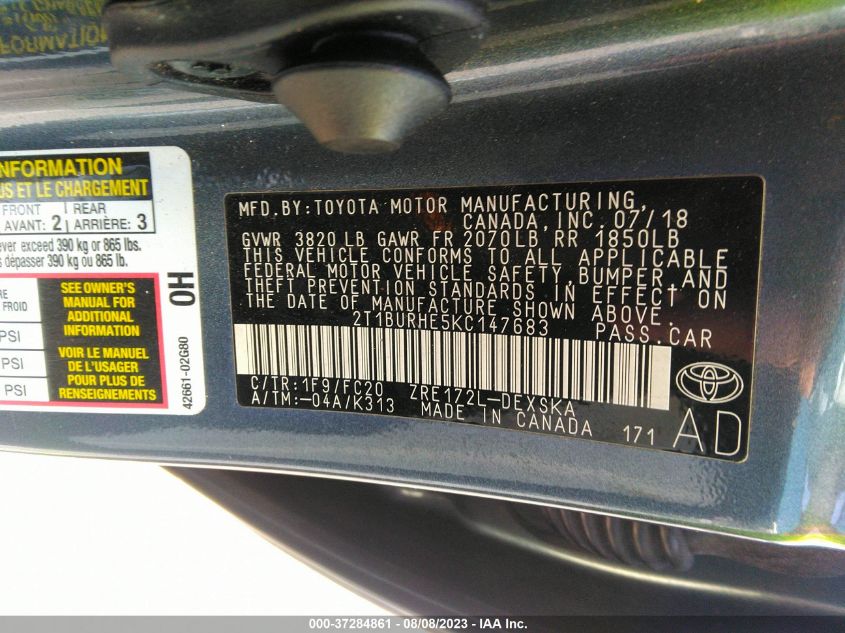 FORMATION
INFORMATION
US ET LE CHARGEMENT
FRONT
AVANT: 2
REAR
ARRIÈRE: 3
ver exceed 390 kg or 865 lbs.
s dépasser 390 kg ou 865 lb.
RE
FROID
PSI
PSI
PSI
SEE OWNER'S
MANUAL FOR
ADDITIONAL
INFORMATION
VOIR LE MANUEL
DE L'USAGER
POUR PLUS DE
RENSEIGNEMENTS
0H
42661-02G80
MFD.BY:TOYOTA MOTOR MANUFACTURING,
CANADA, INC. 07/18
GVWR 3820 LB GAWR FR 2070LB RR 1850LB
THIS VEHICLE CONFORMS TO ALL APPLICABLE
FEDERAL MOTOR VEHICLE SAFETY, BUMPER, AND
THEFT PREVENTION STANDARDS IN EFFECT ON
THE DATE OF MANUFACTURE SHOWN ABOVE.
2T1BURHE5KC147683 PASS.CAR
C/TR:1F9/FC20 ZRE172L-DEXSKA
A/TM:-04A/K313 MADE IN CANADA 171
AD
000-37284861 - 08/08/2023 - IAA Inc.